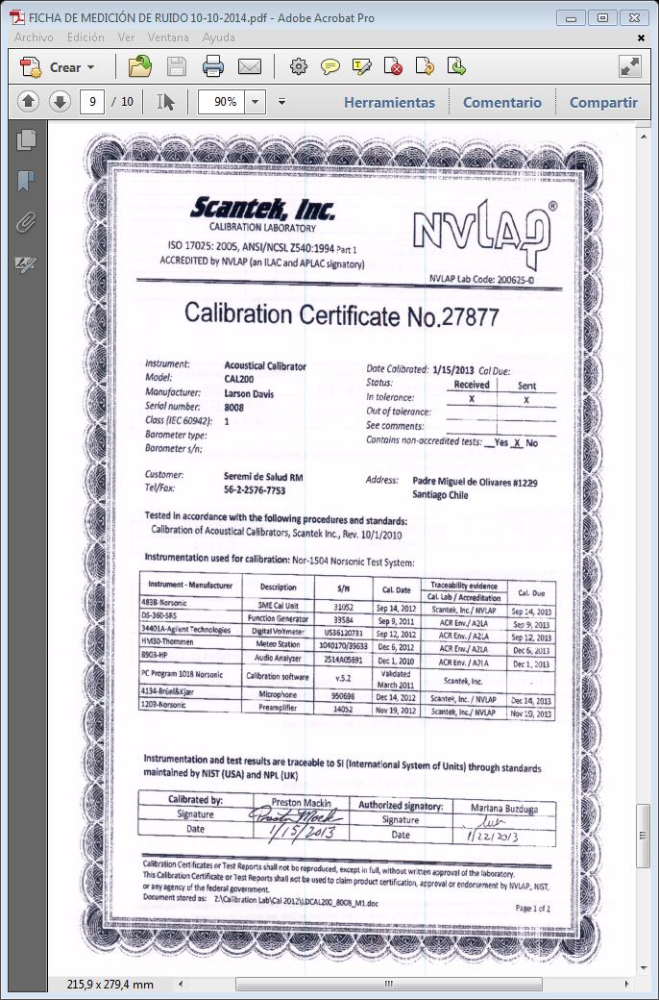 FICHA DE MEDICIÓN DE RUIDO 10-10-2014.pdf - Adobe Acrobat Pro
Archivo Edición Ver Ventana Ayuda
Crear
9 / 10 90% Herramientas Comentario Compartir
Scantek, Inc.
CALIBRATION LABORATORY
ISO 17025: 2005, ANSI/NCSL Z540:1994 Part 1
ACCREDITED by NVLAP (an ILAC and APLAC signatory)
NVLAP®
NVLAP Lab Code: 200625-0
Calibration Certificate No.27877
Instrument: Acoustical Calibrator
Model: CAL200
Manufacturer: Larson Davis
Serial number: 8008
Class (IEC 60942): 1
Barometer type:
Barometer s/n:
Date Calibrated: 1/15/2013 Cal Due:
Status: Received Sent
In tolerance: X X
Out of tolerance:
See comments:
Contains non-accredited tests: __Yes X No
Customer: Seremi de Salud RM
Tel/Fax: 56-2-2576-7753
Address: Padre Miguel de Olivares #1229
Santiago Chile
Tested in accordance with the following procedures and standards:
Calibration of Acoustical Calibrators, Scantek Inc., Rev. 10/1/2010
Instrumentation used for calibration: Nor-1504 Norsonic Test System:
Instrument - Manufacturer Description S/N Cal. Date Traceability evidence Cal. Due
Cal. Lab / Accreditation
483B-Norsonic SME Cal Unit 31052 Sep 14, 2012 Scantek, Inc./ NVLAP Sep 14, 2013
DS-360-SRS Function Generator 33584 Sep 9, 2011 ACR Env./ A2LA Sep 9, 2013
34401A-Agilent Technologies Digital Voltmeter US36120731 Sep 12, 2012 ACR Env. / A2LA Sep 12, 2013
HM30-Thommen Meteo Station 1040170/39633 Dec 6, 2012 ACR Env./ A2LA Dec 6, 2013
8903-HP Audio Analyzer 2514A05691 Dec 1, 2010 ACR Env./ A2LA Dec 1, 2013
PC Program 1018 Norsonic Calibration software v.5.2 Validated March 2011 Scantek, Inc. -
4134-Brüel&Kjær Microphone 950698 Dec 14, 2012 Scantek, Inc. / NVLAP Dec 14, 2013
1203-Norsonic Preamplifier 14052 Nov 19, 2012 Scantek, Inc./ NVLAP Nov 19, 2013
Instrumentation and test results are traceable to SI (International System of Units) through standards
maintained by NIST (USA) and NPL (UK)
Calibrated by: Preston Mackin Authorized signatory: Mariana Buzduga
Signature Signature
Date 1/15/2013 Date 1/22/2013
Calibration Certificates or Test Reports shall not be reproduced, except in full, without written approval of the laboratory.
This Calibration Certificate or Test Reports shall not be used to claim product certification, approval or endorsement by NVLAP, NIST,
or any agency of the federal government.
Document stored as: Z:\Calibration Lab\Cal 2012\LDCAL200_8008_M1.doc
Page 1 of 2
215,9 x 279,4 mm